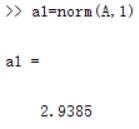 >> a1=norm(A,1)
a1 =
2.9385